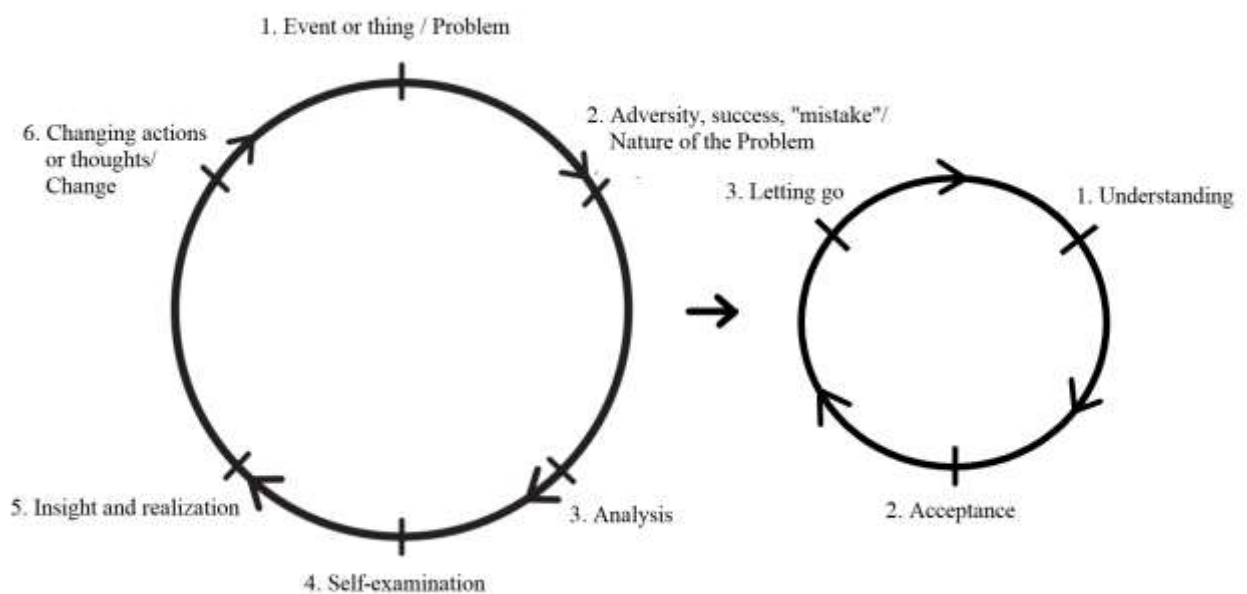 1. Event or thing / Problem
2. Adversity, success, "mistake"/
Nature of the Problem
3. Analysis
4. Self-examination
5. Insight and realization
6. Changing actions
or thoughts/
Change
1. Understanding
2. Acceptance
3. Letting go